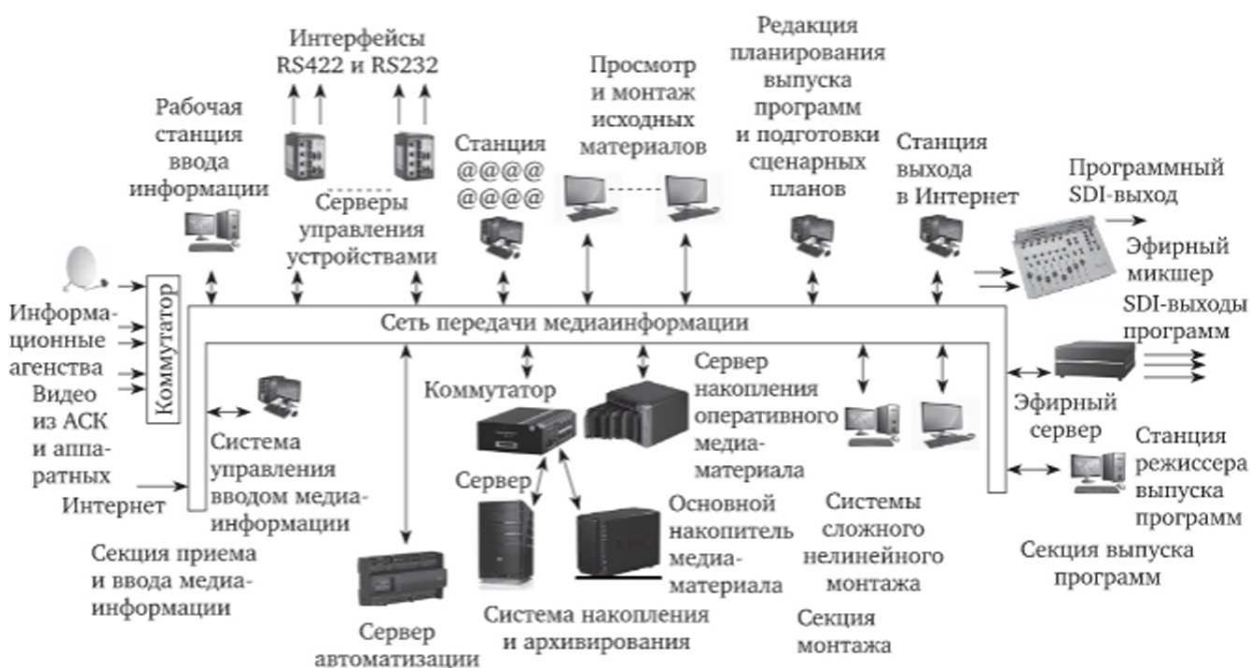 Интерфейсы
RS422 и RS232
Рабочая
станция
ввода
информации
Серверы
управления
устройствами
Станция
@@@@
@@@@
Просмотр
и монтаж
исходных
материалов
Редакция
планирования
выпуска
программ
и подготовки
сценарных
планов
Станция
выхода
в Интернет
Программный
SDI-выход
Эфирный
микшер
SDI-выходы
программ
Коммутатор
Информа-
ционные
агенства
Видео
из АСК
и аппа-
ратных
Интернет
Сеть передачи медиаинформации
Система
управления
вводом медиа-
информации
Секция приема
и ввода медиа-
информации
Сервер
автоматизации
Коммутатор
Сервер
Сервер
накопления
оперативного
медиа-
материала
Основной
накопитель
медиа-
материала
Система накопления
и архивирования
Системы
сложного
нелинейного
монтажа
Секция
монтажа
Эфирный
сервер
Станция
режиссера
выпуска
программ
Секция выпуска
программ